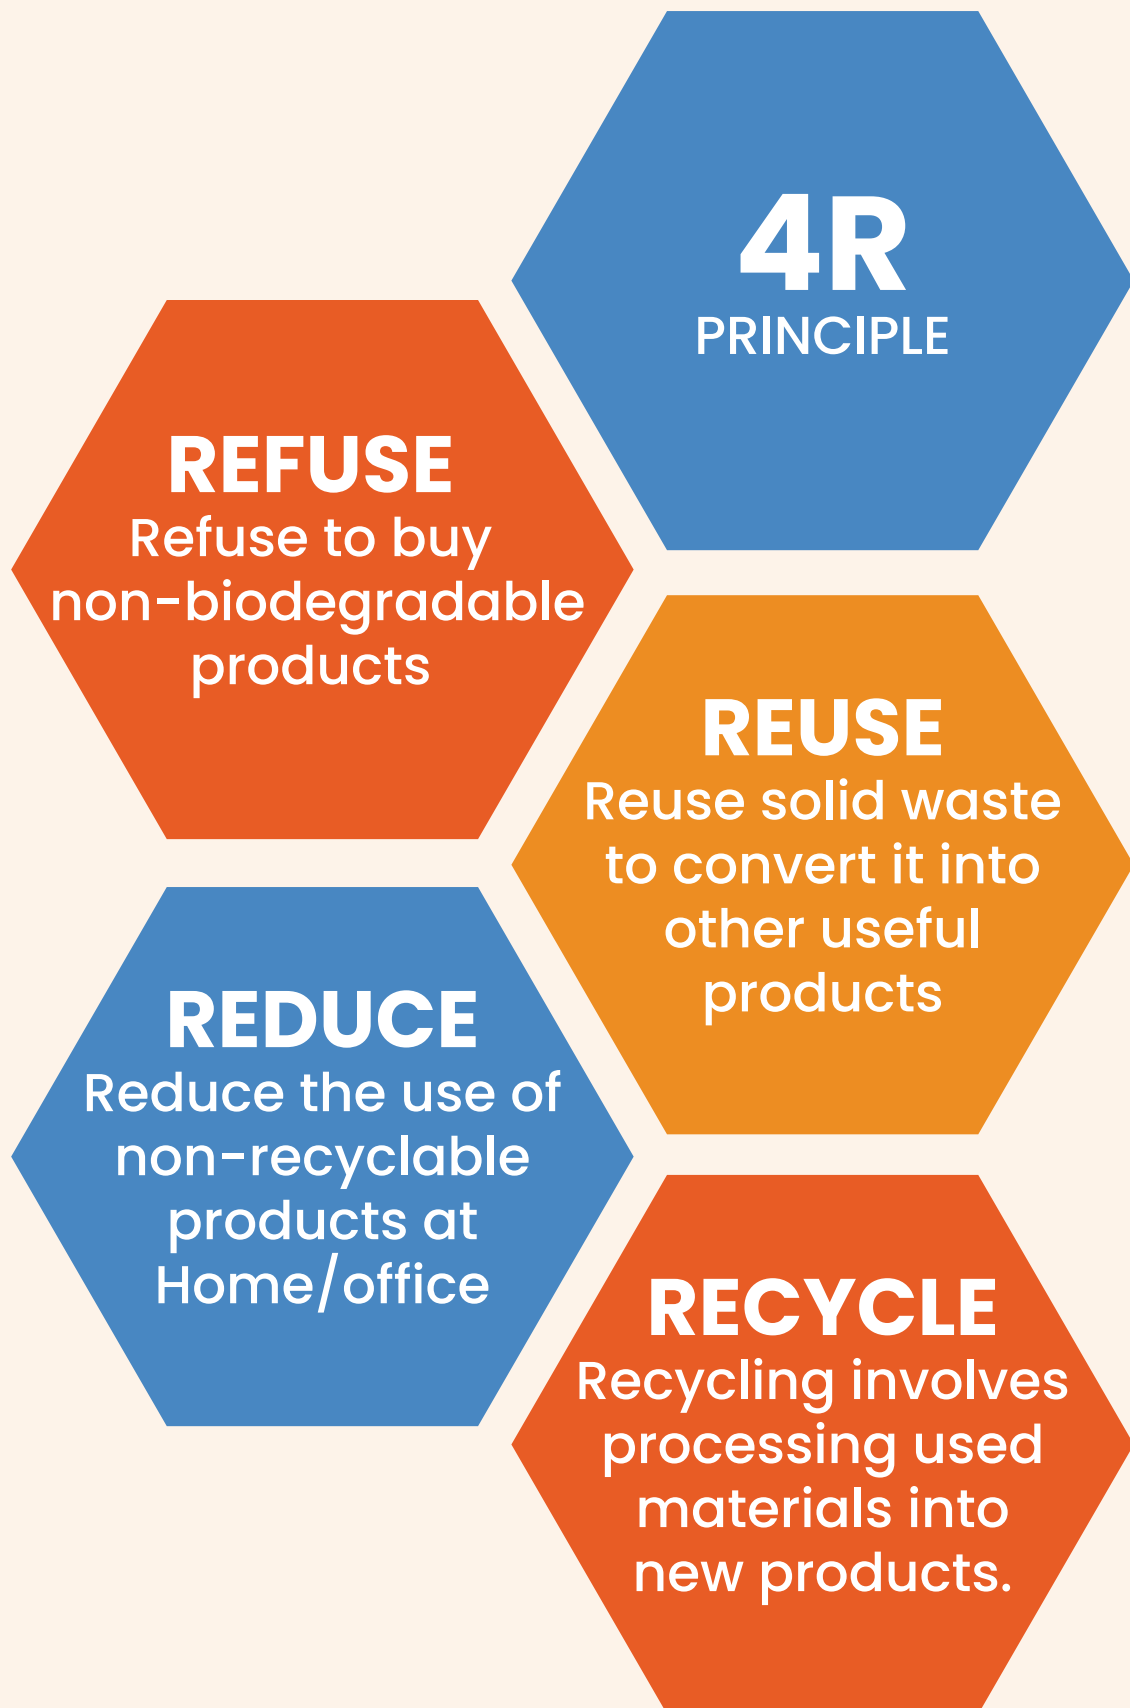 4R
PRINCIPLE
REFUSE
Refuse to buy
non-biodegradable
products
REUSE
Reuse solid waste
to convert it into
other useful
products
REDUCE
Reduce the use of
non-recyclable
products at
Home/office
RECYCLE
Recycling involves
processing used
materials into
new products.